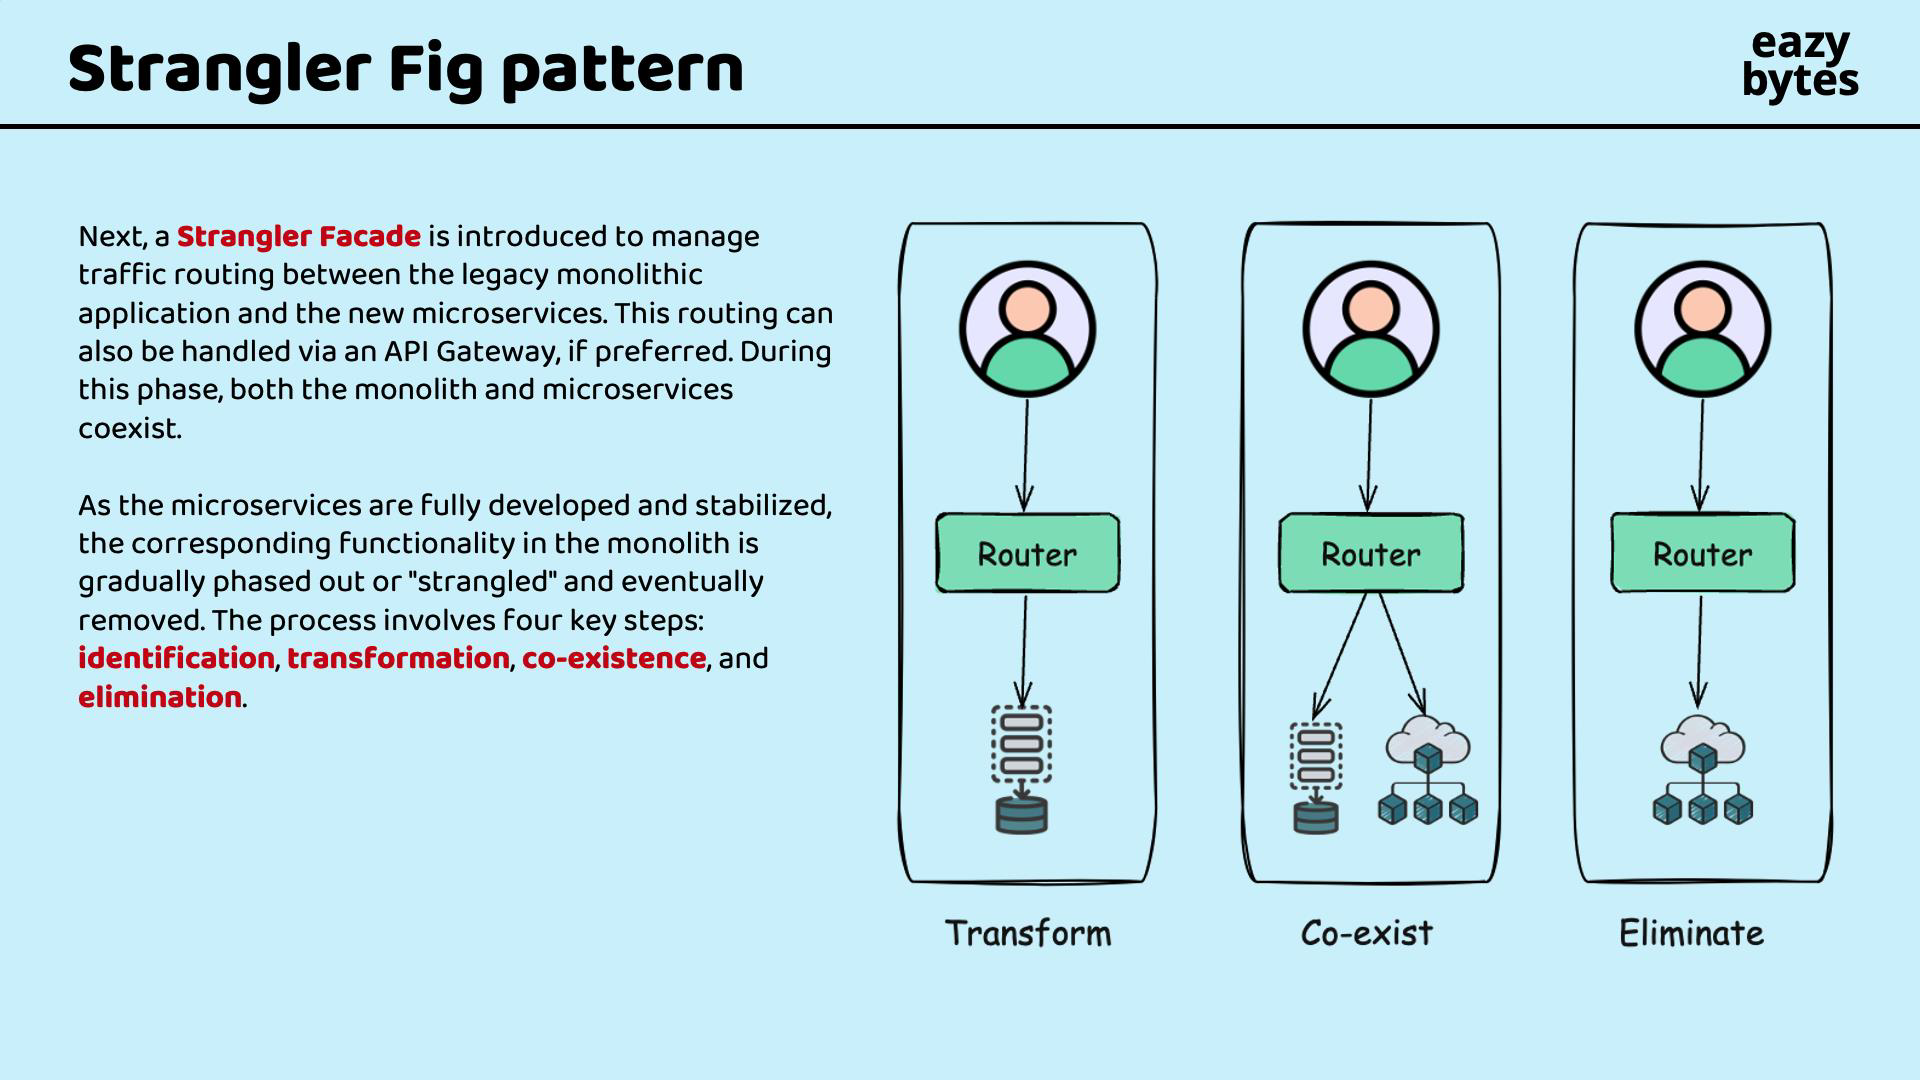 Strangler Fig pattern
eazy
bytes
Next, a Strangler Facade is introduced to manage
traffic routing between the legacy monolithic
application and the new microservices. This routing can
also be handled via an API Gateway, if preferred. During
this phase, both the monolith and microservices
coexist.
As the microservices are fully developed and stabilized,
the corresponding functionality in the monolith is
gradually phased out or "strangled" and eventually
removed. The process involves four key steps:
identification, transformation, co-existence, and
elimination.
Router
Router
Router
Transform
Co-exist
Eliminate